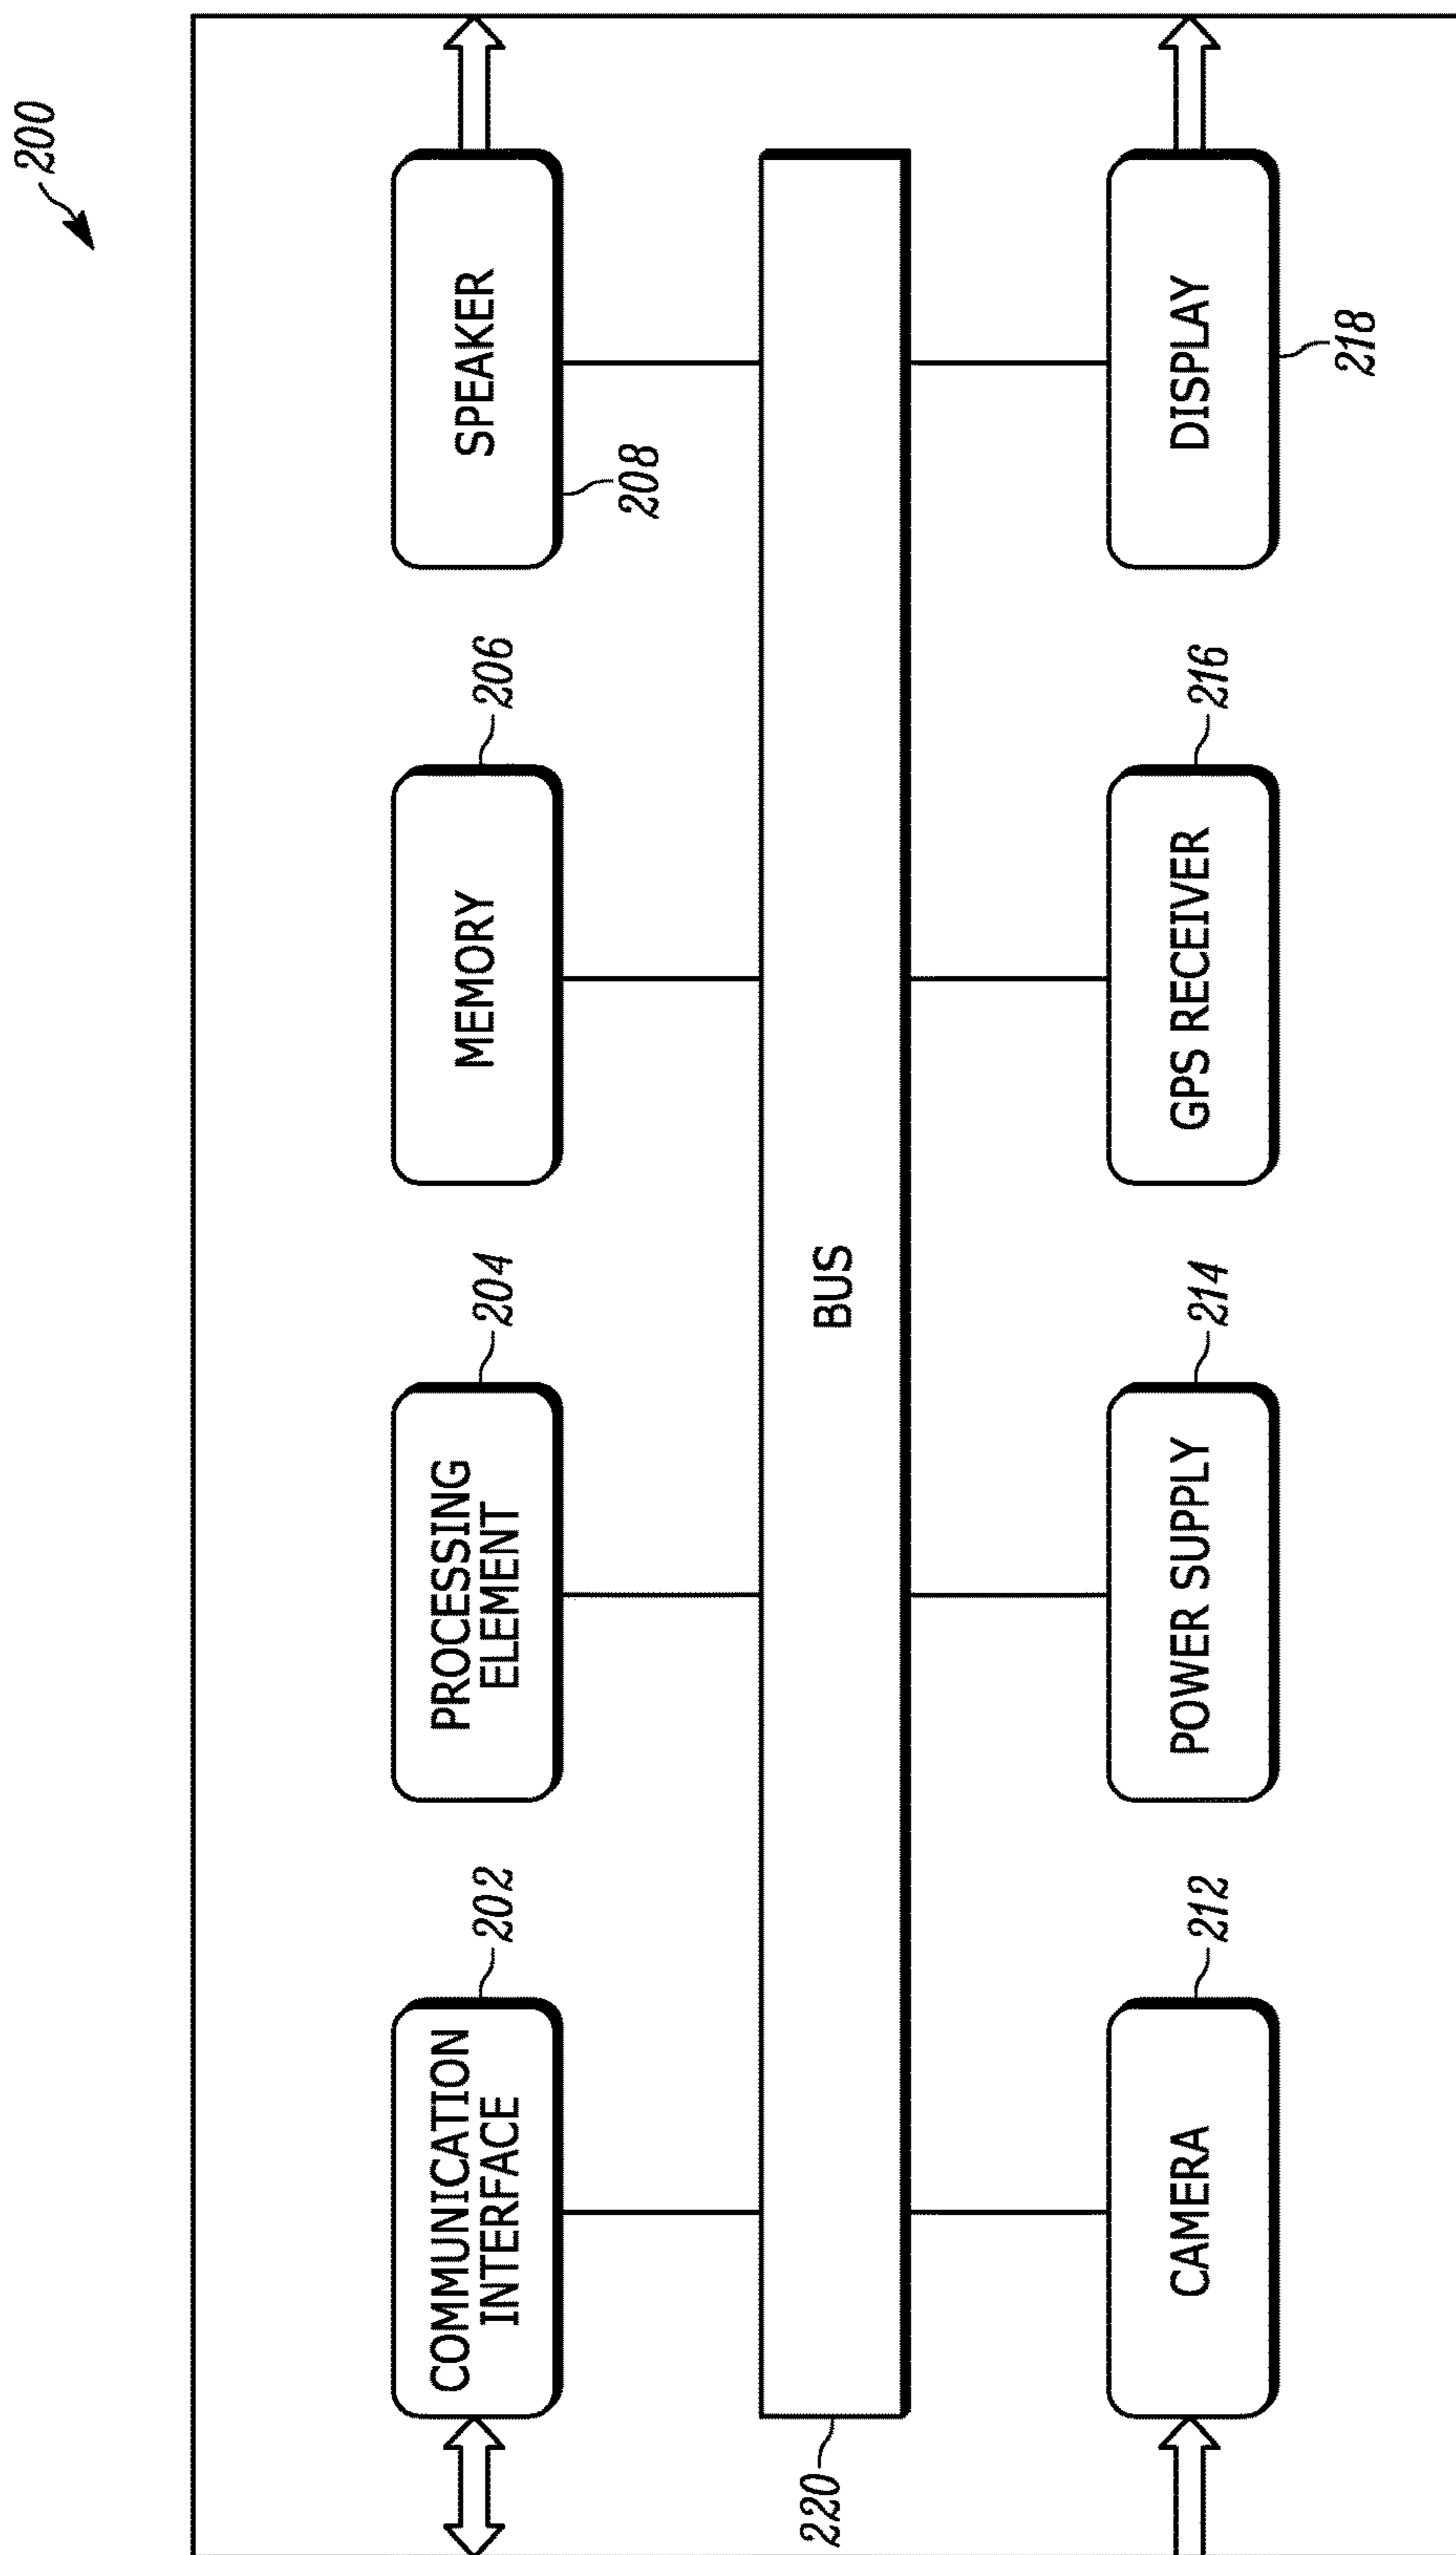 200
COMMUNICATION
INTERFACE
202
PROCESSING
ELEMENT
204
MEMORY
206
SPEAKER
208
220
BUS
CAMERA
212
POWER SUPPLY
214
GPS RECEIVER
216
DISPLAY
218